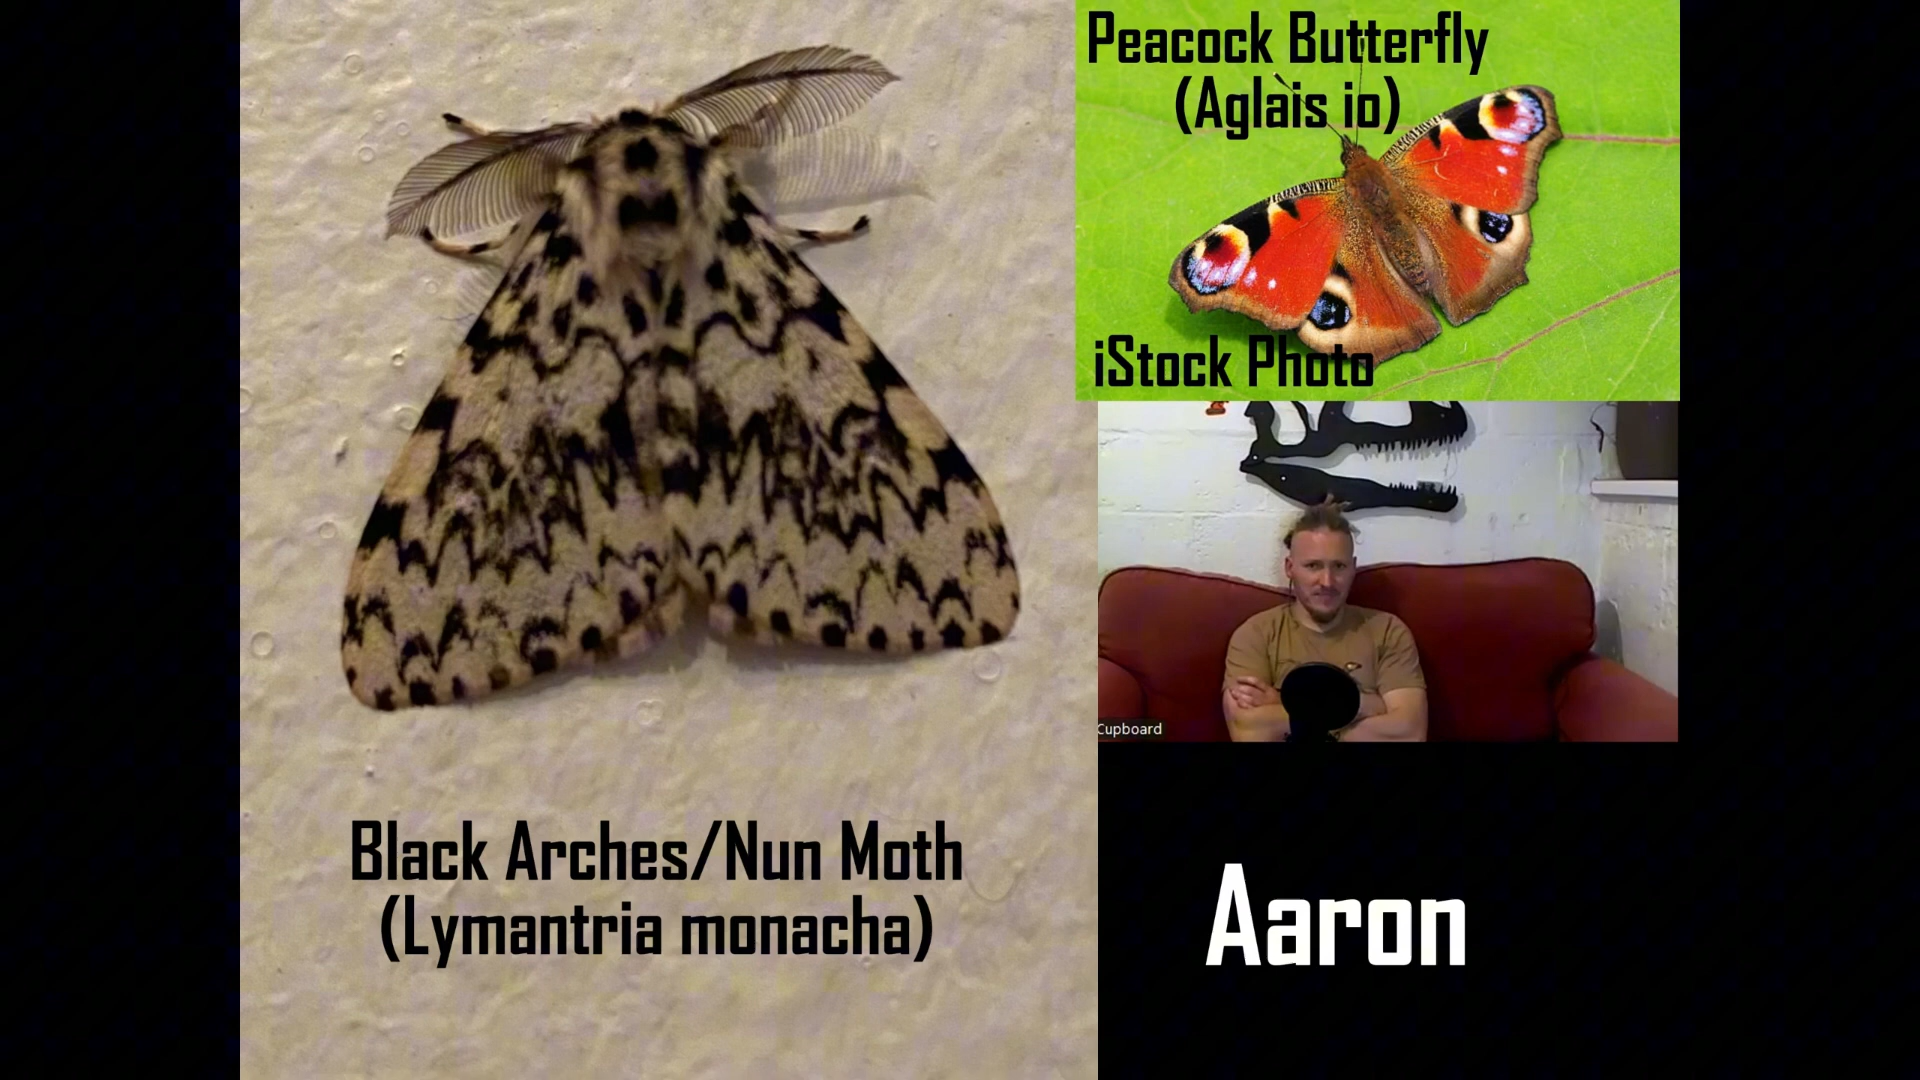 Peacock Butterfly
(Aglais io)
iStock Photo
Cupboard
Black Arches/Nun Moth
(Lymantria monacha)
Aaron